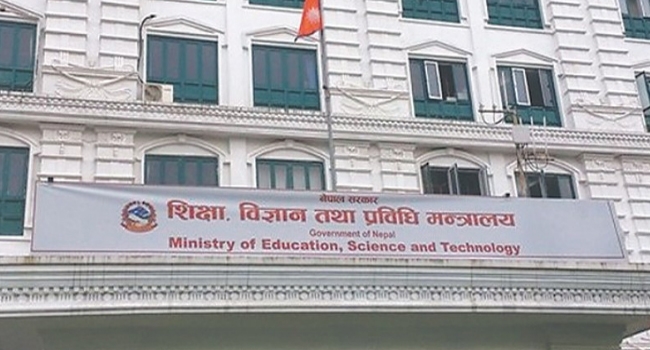 नेपाल सरकार
शिक्षा, विज्ञान तथा प्रविधि मन्त्रालय
Government of Nepal
Ministry of Education, Science and Technology